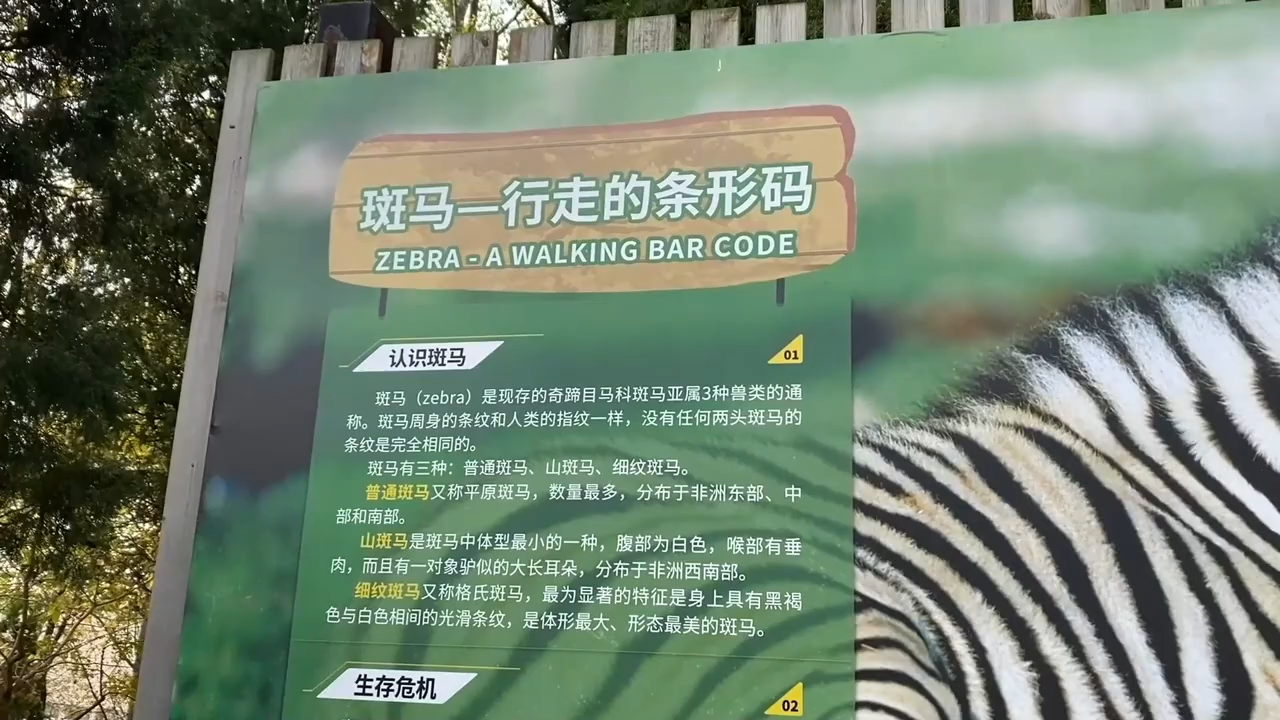 斑马—行走的条形码
ZEBRA - A WALKING BAR CODE
认识斑马
01
斑马（zebra）是现存的奇蹄目马科斑马亚属3种兽类的通
称。斑马周身的条纹和人类的指纹一样，没有任何两头斑马的
条纹是完全相同的。
斑马有三种：普通斑马、山斑马、细纹斑马。
普通斑马又称平原斑马，数量最多，分布于非洲东部、中
部和南部。
山斑马是斑马中体型最小的一种，腹部为白色，喉部有垂
肉，而且有一对象驴似的大长耳朵，分布于非洲西南部。
细纹斑马又称格氏斑马，最为显著的特征是身上具有黑褐
色与白色相间的光滑条纹，是体形最大、形态最美的斑马。
生存危机
02